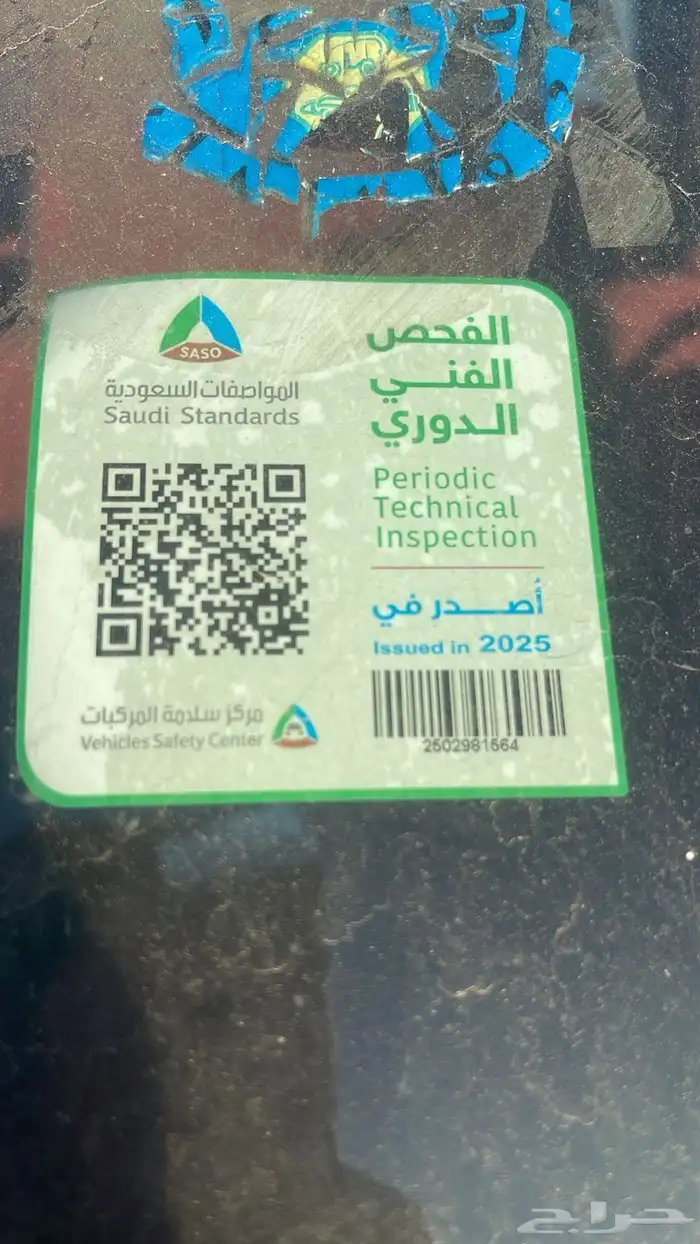 SASO
المواصفات السعودية
Saudi Standards
الفحص
الفني
الدوري
Periodic
Technical
Inspection
أُصدر في
Issued in 2025
2502981564
مركز سلامة المركبات
Vehicles Safety Center
حراج